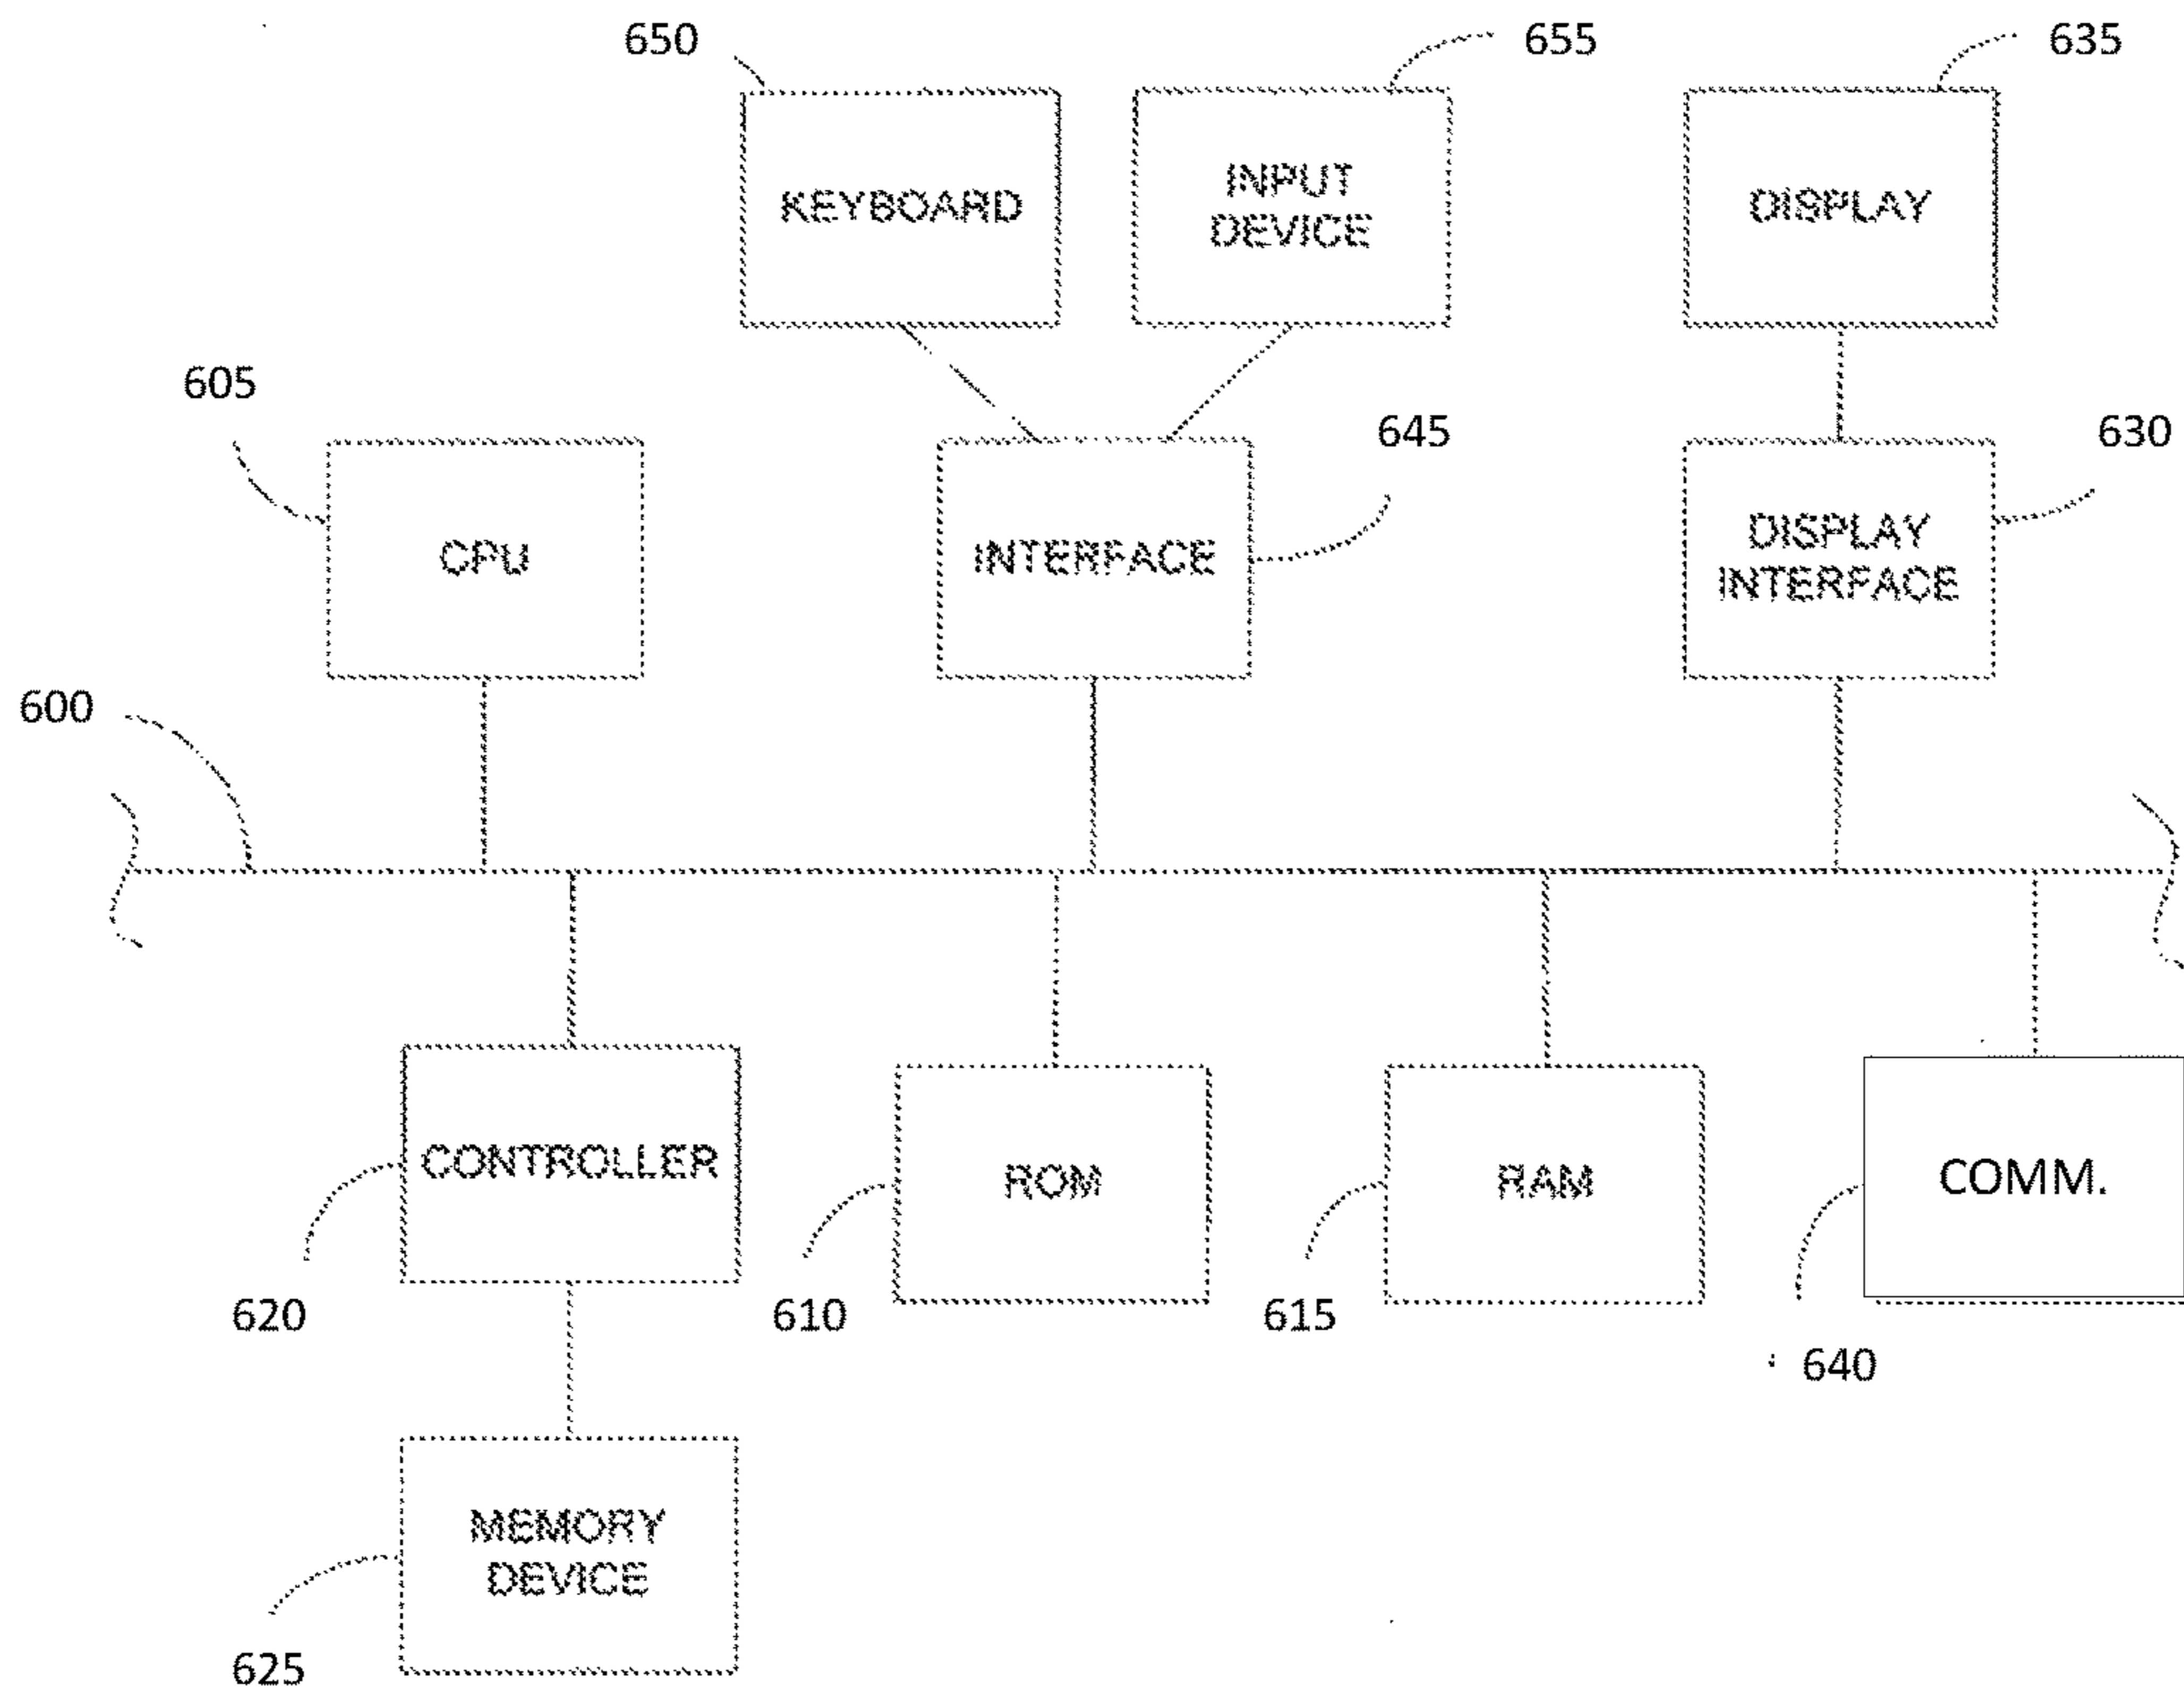 650
655
635
KEYBOARD
INPUT
DEVICE
DISPLAY
605
645
630
CPU
INTERFACE
DISPLAY
INTERFACE
600
CONTROLLER
ROM
RAM
COMM.
620
610
615
640
MEMORY
DEVICE
625